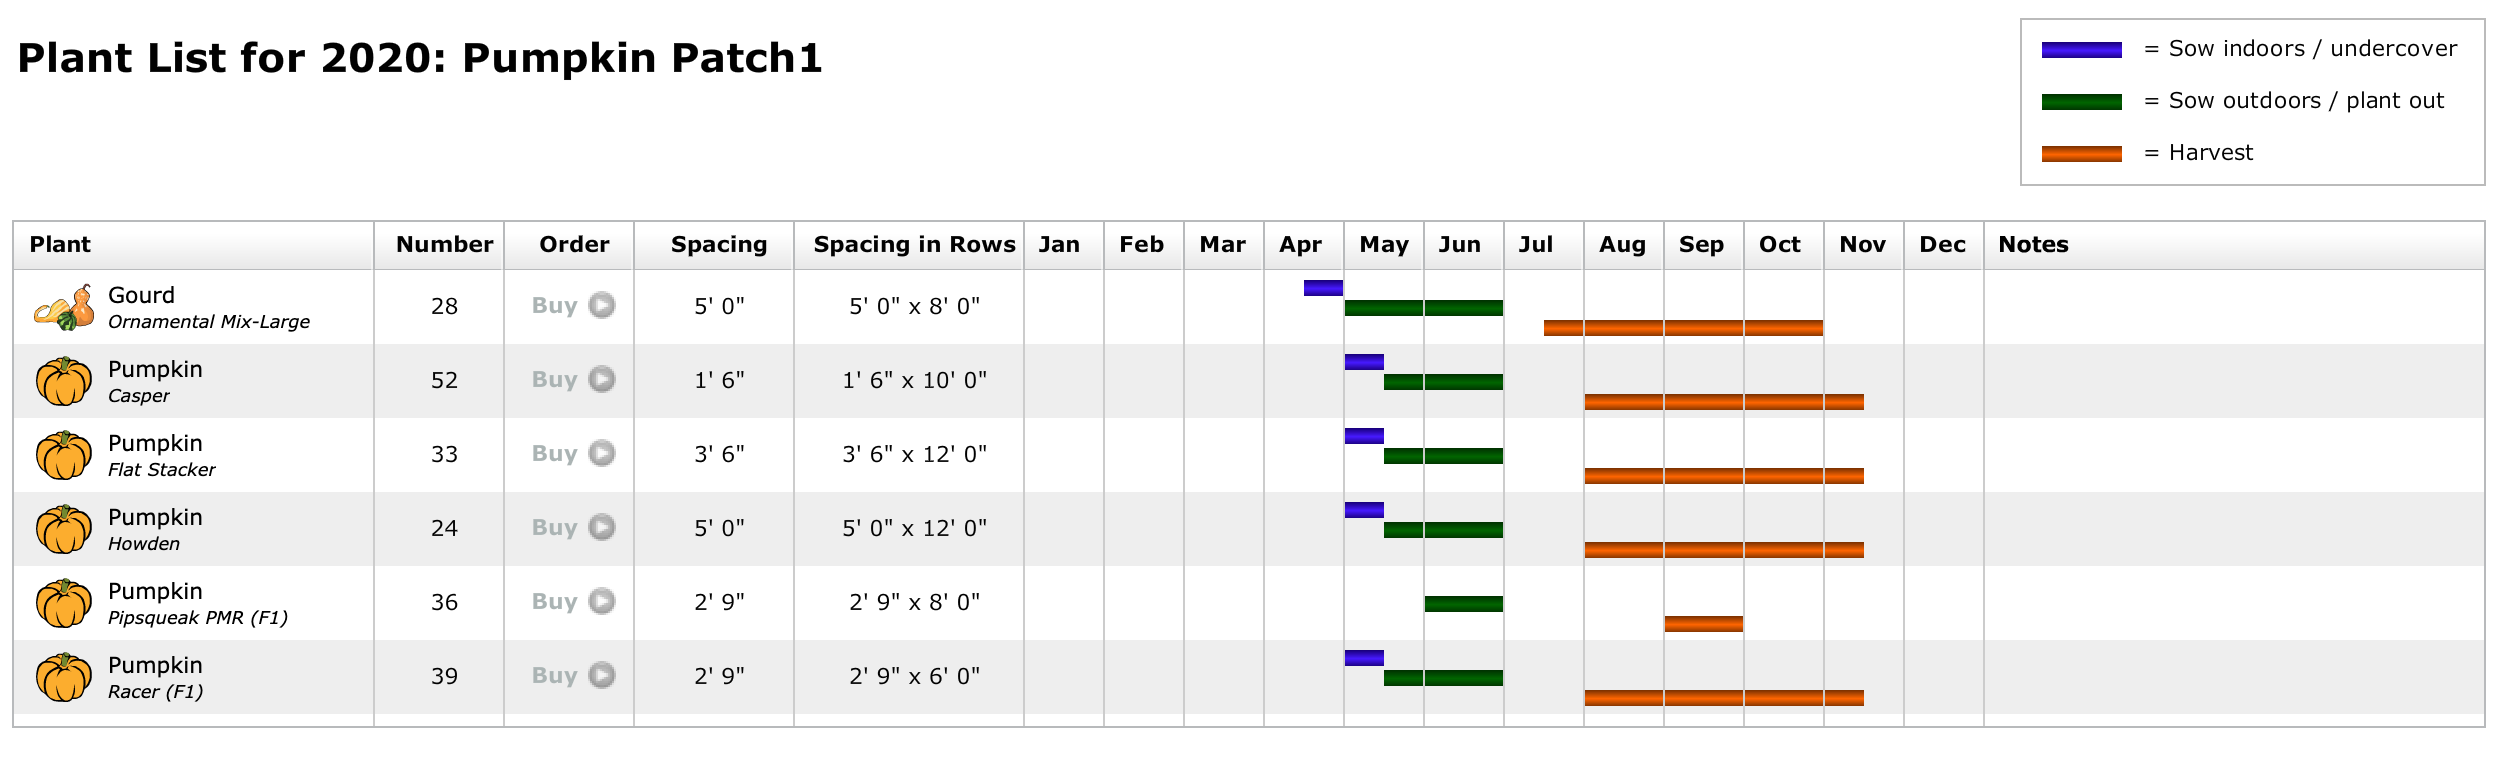 Plant List for 2020: Pumpkin Patch1
= Sow indoors / undercover
= Sow outdoors / plant out
= Harvest
Plant Number Order Spacing Spacing in Rows Jan Feb Mar Apr May Jun Jul Aug Sep Oct Nov Dec Notes
Gourd
Ornamental Mix-Large
28 Buy 5' 0" 5' 0" x 8' 0"
Pumpkin
Casper
52 Buy 1' 6" 1' 6" x 10' 0"
Pumpkin
Flat Stacker
33 Buy 3' 6" 3' 6" x 12' 0"
Pumpkin
Howden
24 Buy 5' 0" 5' 0" x 12' 0"
Pumpkin
Pipsqueak PMR (F1)
36 Buy 2' 9" 2' 9" x 8' 0"
Pumpkin
Racer (F1)
39 Buy 2' 9" 2' 9" x 6' 0"